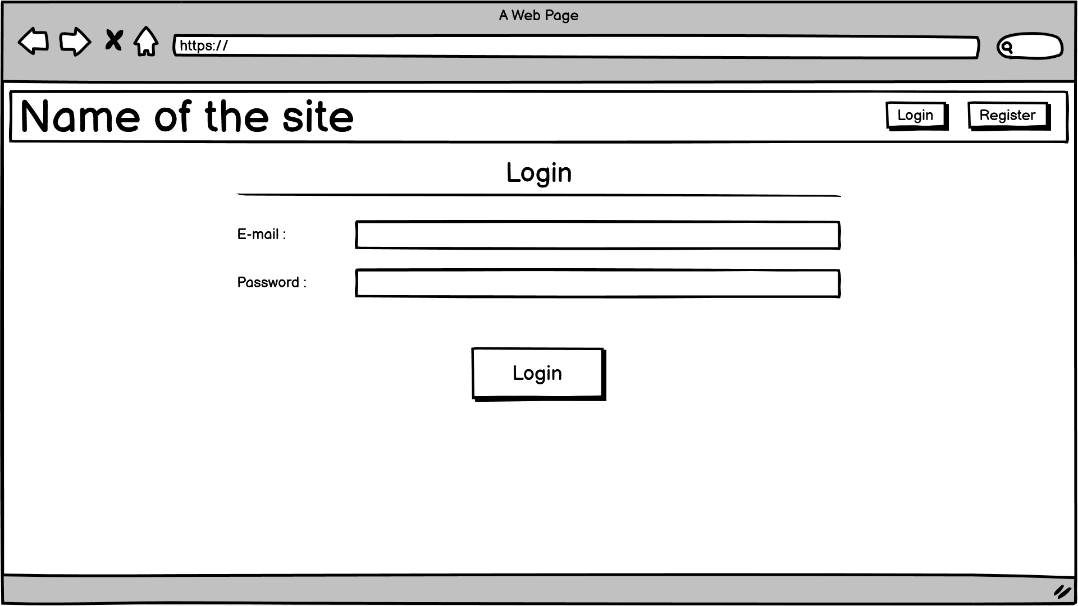 A Web Page
https://
Name of the site
Login
Register
Login
E-mail :
Password :
Login